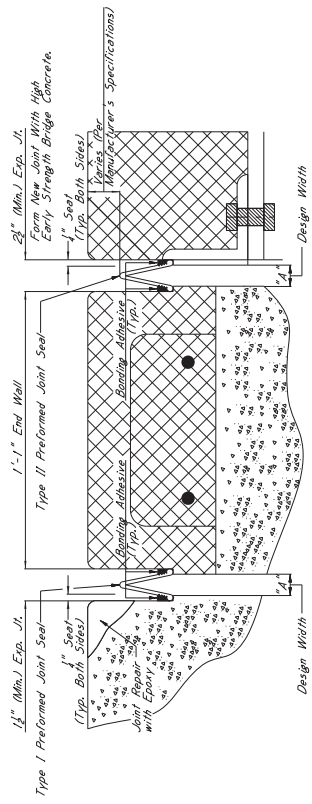 1½" (Min.) Exp. Jt.
Type I Preformed Joint Seal
¼" Seat
(Typ. Both Sides)
Joint Repair
with Epoxy
1'-1" End Wall
Type II Preformed Joint Seal
Bonding Adhesive
(Typ.)
Bonding Adhesive
(Typ.)
2½" (Min.) Exp. Jt.
Form New Joint With High
Early Strength Bridge Concrete.
¼" Seat
(Typ. Both Sides)
Varies (Per
Manufacturer's Specifications)
"A"
Design Width
"A"
Design Width